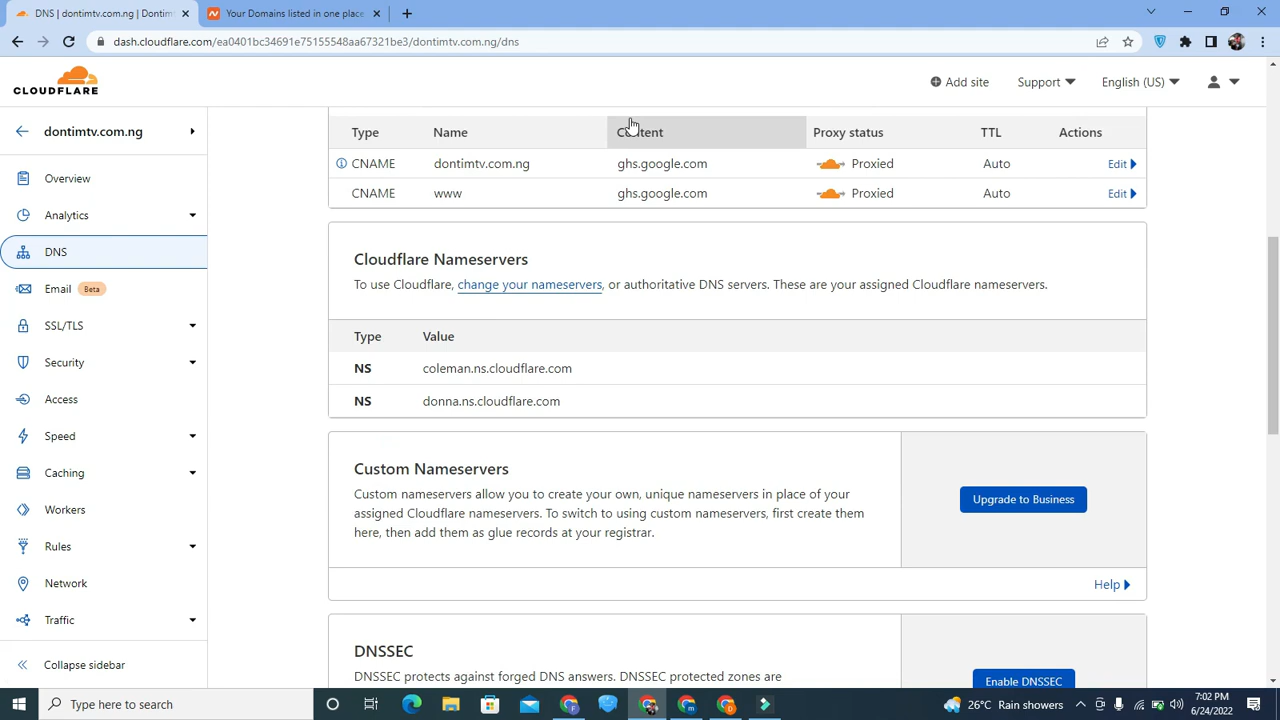 DNS | dontimtv.com.ng | Dontim
Your Domains listed in one place
dash.cloudflare.com/ea0401bc34691e75155548aa67321be3/dontimtv.com.ng/dns
CLOUDFLARE
Add site
Support
English (US)
dontimtv.com.ng
Overview
Analytics
DNS
Email Beta
SSL/TLS
Security
Access
Speed
Caching
Workers
Rules
Network
Traffic
Collapse sidebar
Type Name Content Proxy status TTL Actions
CNAME dontimtv.com.ng ghs.google.com Proxied Auto Edit
CNAME www ghs.google.com Proxied Auto Edit
Cloudflare Nameservers
To use Cloudflare, change your nameservers, or authoritative DNS servers. These are your assigned Cloudflare nameservers.
Type Value
NS coleman.ns.cloudflare.com
NS donna.ns.cloudflare.com
Custom Nameservers
Custom nameservers allow you to create your own, unique nameservers in place of your
assigned Cloudflare nameservers. To switch to using custom nameservers, first create them
here, then add them as glue records at your registrar.
Upgrade to Business
Help
DNSSEC
DNSSEC protects against forged DNS answers. DNSSEC protected zones are
Enable DNSSEC
Type here to search
26°C Rain showers
7:02 PM
6/24/2022